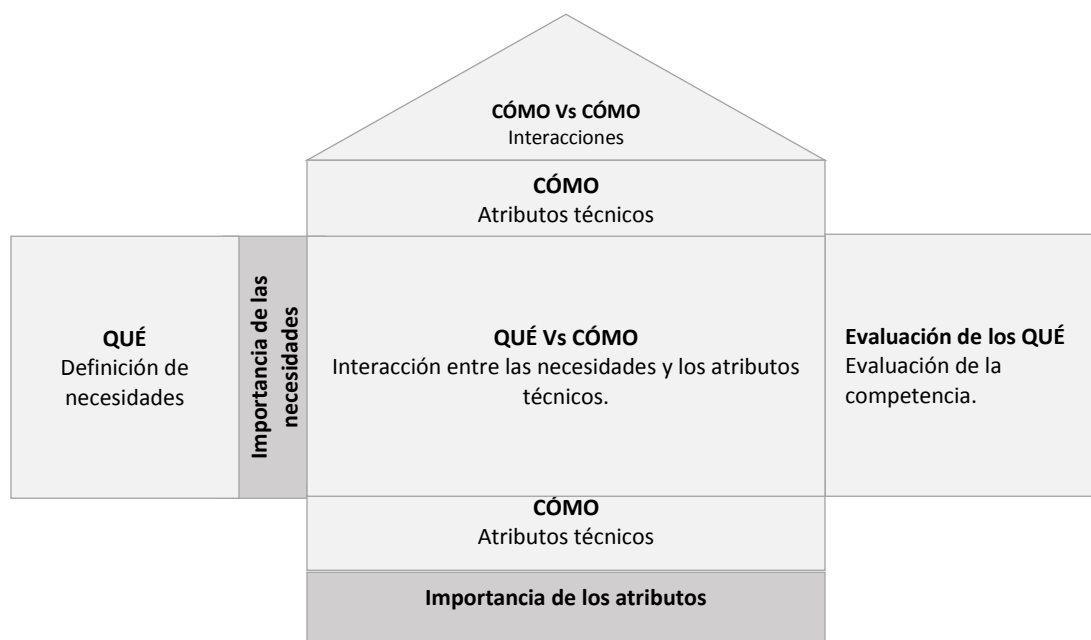 CÓMO Vs CÓMO
Interacciones
CÓMO
Atributos técnicos
QUÉ
Definición de
necesidades
Importancia de las
necesidades
QUÉ Vs CÓMO
Interacción entre las necesidades y los atributos
técnicos.
Evaluación de los QUÉ
Evaluación de la
competencia.
CÓMO
Atributos técnicos
Importancia de los atributos